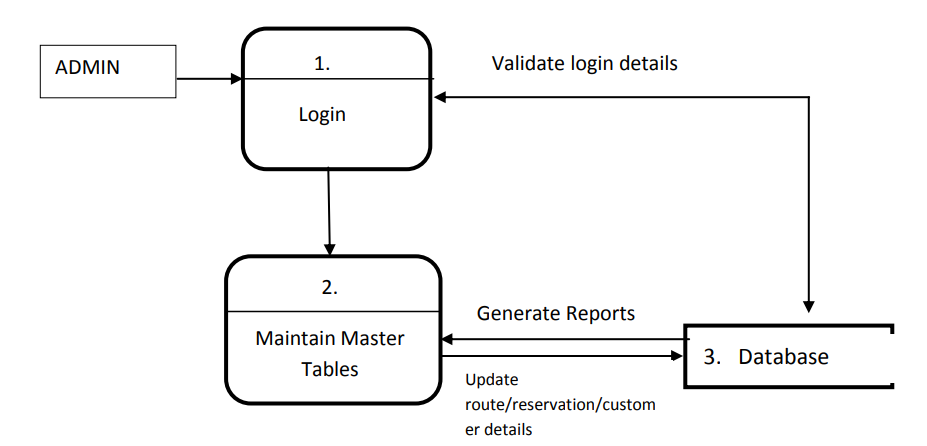 ADMIN
1.
Login
Validate login details
2.
Maintain Master
Tables
Generate Reports
3. Database
Update
route/reservation/custom
er details